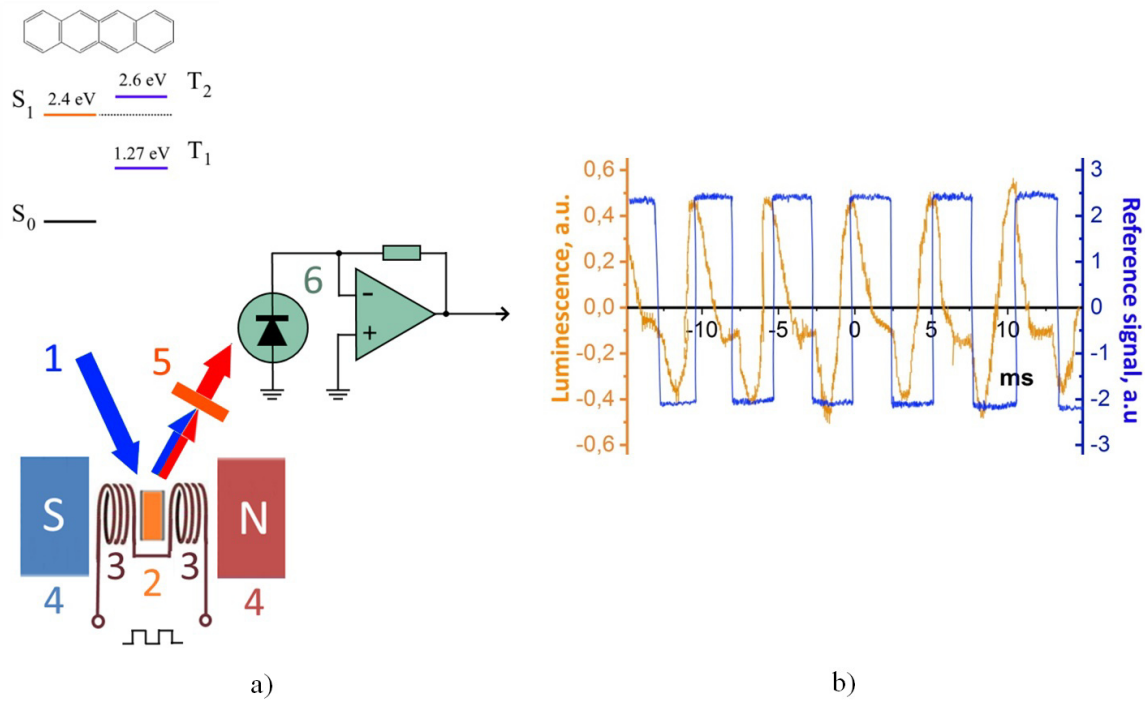 2.6 eV
T2
S1
2.4 eV
1.27 eV
T1
S0
6
-
+
1
5
S
N
3
3
2
4
4
a)
0,6
0,4
0,2
0,0
-0,2
-0,4
-0,6
Luminescence, a.u.
-10
-5
0
5
10
ms
3
2
1
0
-1
-2
-3
Reference signal, a.u
b)